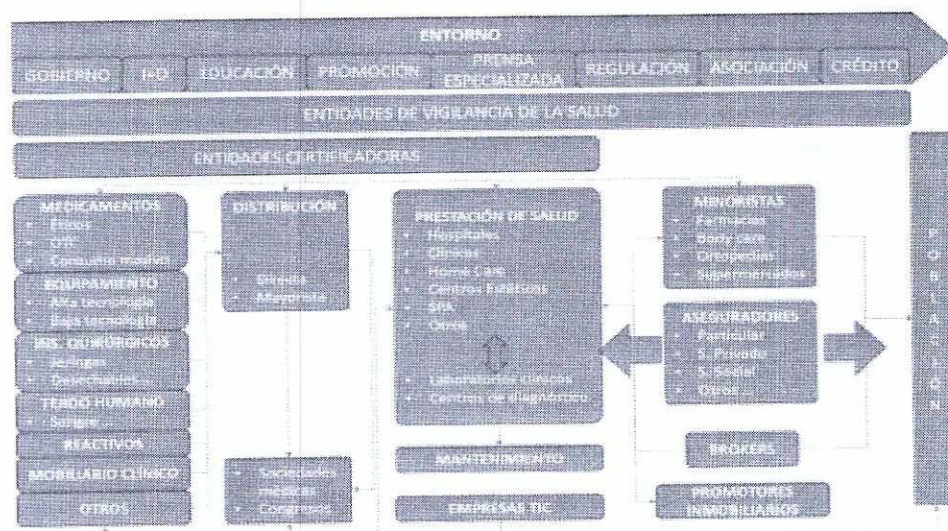 ENTORNO
GOBIERNO
I+D
EDUCACIÓN
PROMOCIÓN
PRENSA
ESPECIALIZADA
REGULACIÓN
ASOCIACIÓN
CRÉDITO
ENTIDADES DE VIGILANCIA DE LA SALUD
ENTIDADES CERTIFICADORAS
MEDICAMENTOS
• Éticos
• OTC
• Consumo masivo
EQUIPAMIENTO
• Alta tecnología
• Baja tecnología
INS. QUIRÚRGICOS
• Jeringas
• Desechables...
TEJIDO HUMANO
• Sangre ...
REACTIVOS
MOBILIARIO CLÍNICO
OTROS
DISTRIBUCIÓN
• Directa
• Mayorista
• Sociedades
médicas
• Congresos
PRESTACIÓN DE SALUD
• Hospitales
• Clínicas
• Home Care
• Centros Estéticos
• SPA
• Otros
• Laboratorios clínicos
• Centros de diagnóstico
MANTENIMIENTO
EMPRESAS TIC
MINORISTAS
• Farmacias
• Body care
• Ortopedias
• Supermercados
ASEGURADORES
• Particular
• S. Privado
• S. Social
• Otros ...
BROKERS
PROMOTORES
INMOBILIARIOS
POBLACIÓN